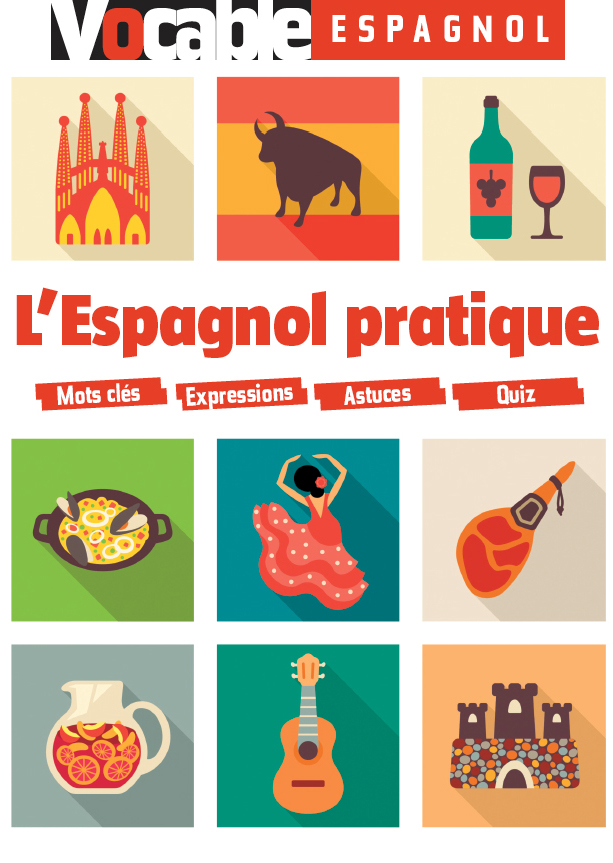 Vocable ESPAGNOL
L'Espagnol pratique
Mots clés Expressions Astuces Quiz